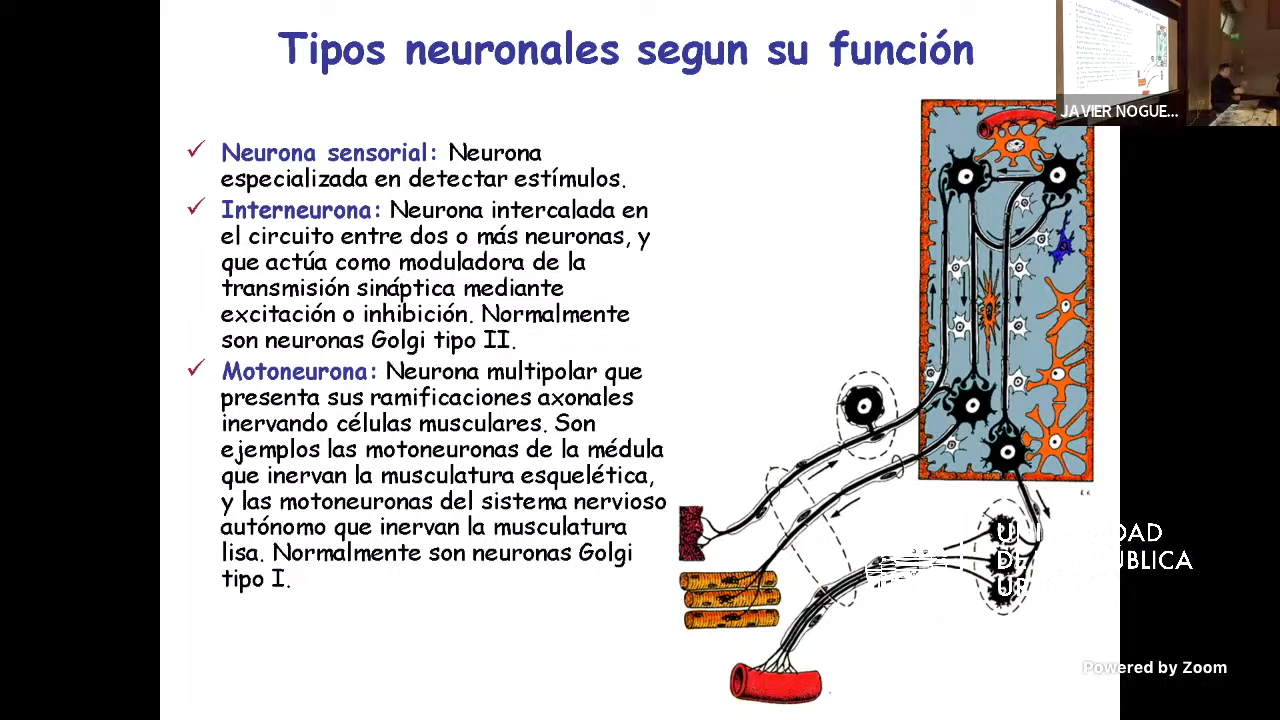 Tipos neuronales segun su función
JAVIER NOGUE...
✓ Neurona sensorial: Neurona
especializada en detectar estímulos.
✓ Interneurona: Neurona intercalada en
el circuito entre dos o más neuronas, y
que actúa como moduladora de la
transmisión sináptica mediante
excitación o inhibición. Normalmente
son neuronas Golgi tipo II.
✓ Motoneurona: Neurona multipolar que
presenta sus ramificaciones axonales
inervando células musculares. Son
ejemplos las motoneuronas de la médula
que inervan la musculatura esquelética,
y las motoneuronas del sistema nervioso
autónomo que inervan la musculatura
lisa. Normalmente son neuronas Golgi
tipo I.
Powered by Zoom